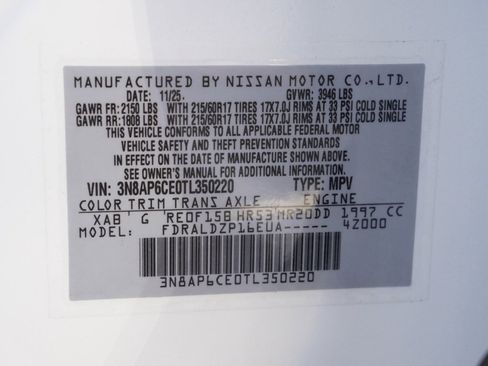 MANUFACTURED BY NISSAN MOTOR CO.,LTD.
DATE: 11/25. GVWR: 3946 LBS
GAWR FR: 2150 LBS WITH 215/60R17 TIRES 17X7.0J RIMS AT 33 PSI COLD SINGLE
GAWR RR: 1808 LBS WITH 215/60R17 TIRES 17X7.0J RIMS AT 33 PSI COLD SINGLE
THIS VEHICLE CONFORMS TO ALL APPLICABLE FEDERAL MOTOR
VEHICLE SAFETY AND THEFT PREVENTION STANDARDS
IN EFFECT ON THE DATE OF MANUFACTURE SHOWN ABOVE.
SEE OWNER'S MANUAL FOR ADDITIONAL INFORMATION.
VIN: 3N8AP6CE0TL350220 TYPE: MPV
COLOR TRIM TRANS AXLE ENGINE
XAB G RE0F15B HR53 MR20DD 1997 CC
MODEL: FDRALDZP16EUA----- 4Z000
3N8AP6CE0TL350220